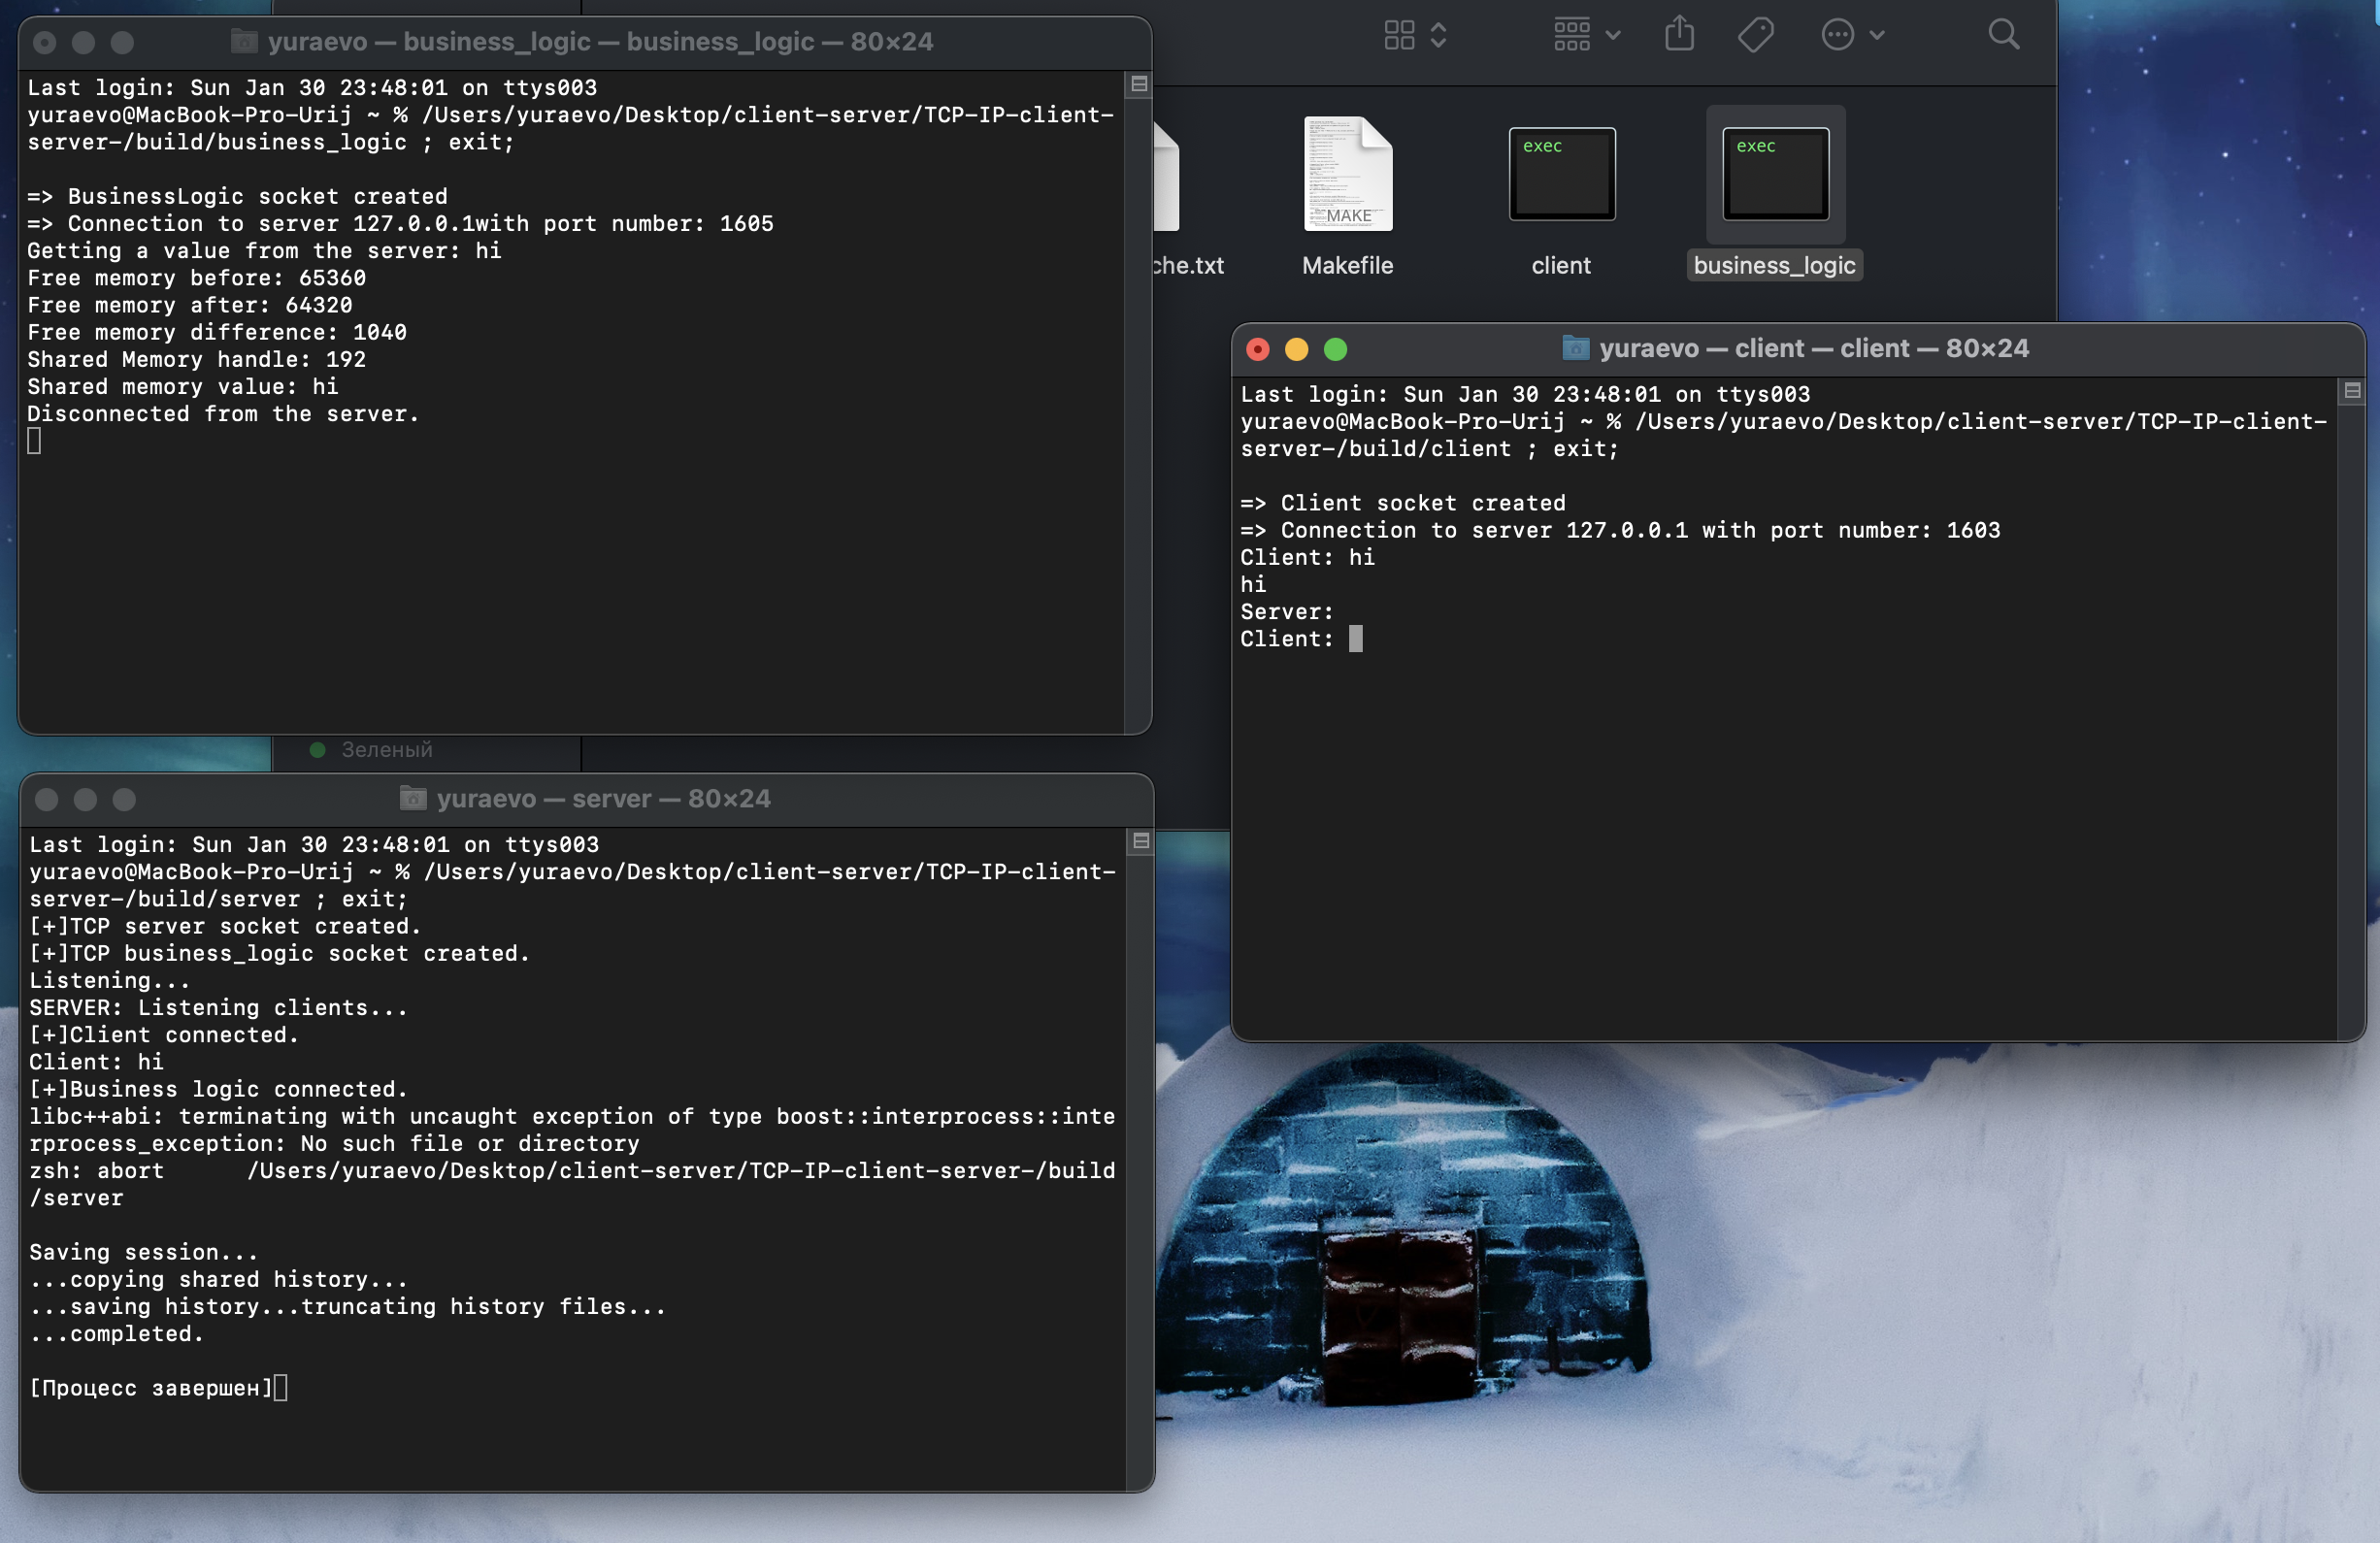 yuraevo — business_logic — business_logic — 80×24
Last login: Sun Jan 30 23:48:01 on ttys003
yuraevo@MacBook-Pro-Urij ~ % /Users/yuraevo/Desktop/client-server/TCP-IP-client-
server-/build/business_logic ; exit;
=> BusinessLogic socket created
=> Connection to server 127.0.0.1with port number: 1605
Getting a value from the server: hi
Free memory before: 65360
Free memory after: 64320
Free memory difference: 1040
Shared Memory handle: 192
Shared memory value: hi
Disconnected from the server.
exec
exec
MAKE
che.txt
Makefile
client
business_logic
yuraevo — client — client — 80×24
Last login: Sun Jan 30 23:48:01 on ttys003
yuraevo@MacBook-Pro-Urij ~ % /Users/yuraevo/Desktop/client-server/TCP-IP-client-
server-/build/client ; exit;
=> Client socket created
=> Connection to server 127.0.0.1 with port number: 1603
Client: hi
hi
Server:
Client:
Зеленый
yuraevo — server — 80×24
Last login: Sun Jan 30 23:48:01 on ttys003
yuraevo@MacBook-Pro-Urij ~ % /Users/yuraevo/Desktop/client-server/TCP-IP-client-
server-/build/server ; exit;
[+]TCP server socket created.
[+]TCP business_logic socket created.
Listening...
SERVER: Listening clients...
[+]Client connected.
Client: hi
[+]Business logic connected.
libc++abi: terminating with uncaught exception of type boost::interprocess::inte
rprocess_exception: No such file or directory
zsh: abort      /Users/yuraevo/Desktop/client-server/TCP-IP-client-server-/build
/server
Saving session...
...copying shared history...
...saving history...truncating history files...
...completed.
[Процесс завершен]